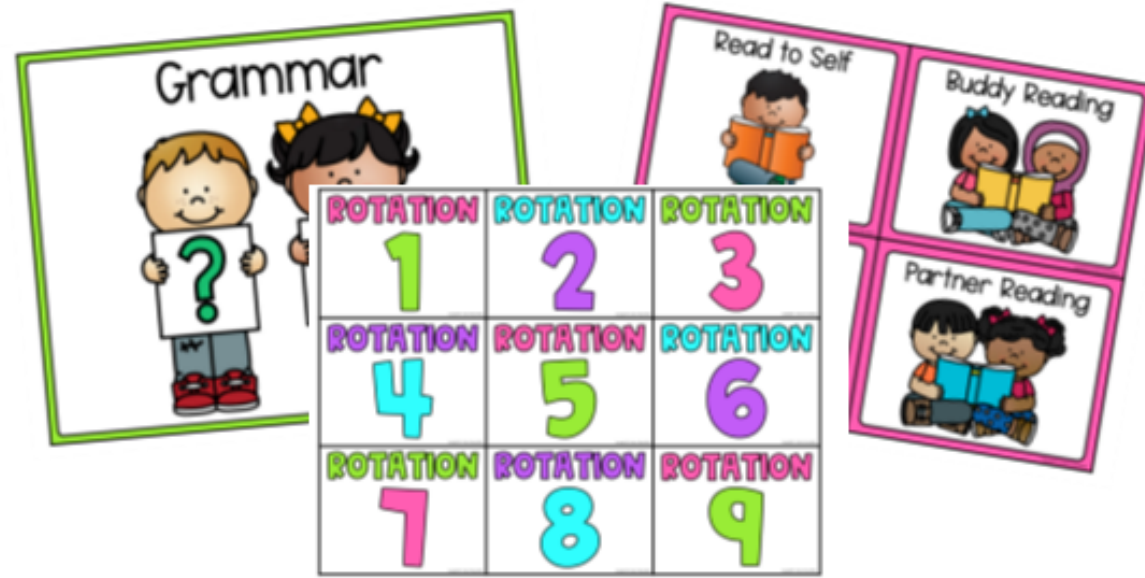 Grammar
?
Read to Self
Buddy Reading
Partner Reading
ROTATION ROTATION ROTATION
1 2 3
ROTATION ROTATION ROTATION
4 5 6
ROTATION ROTATION ROTATION
7 8 9